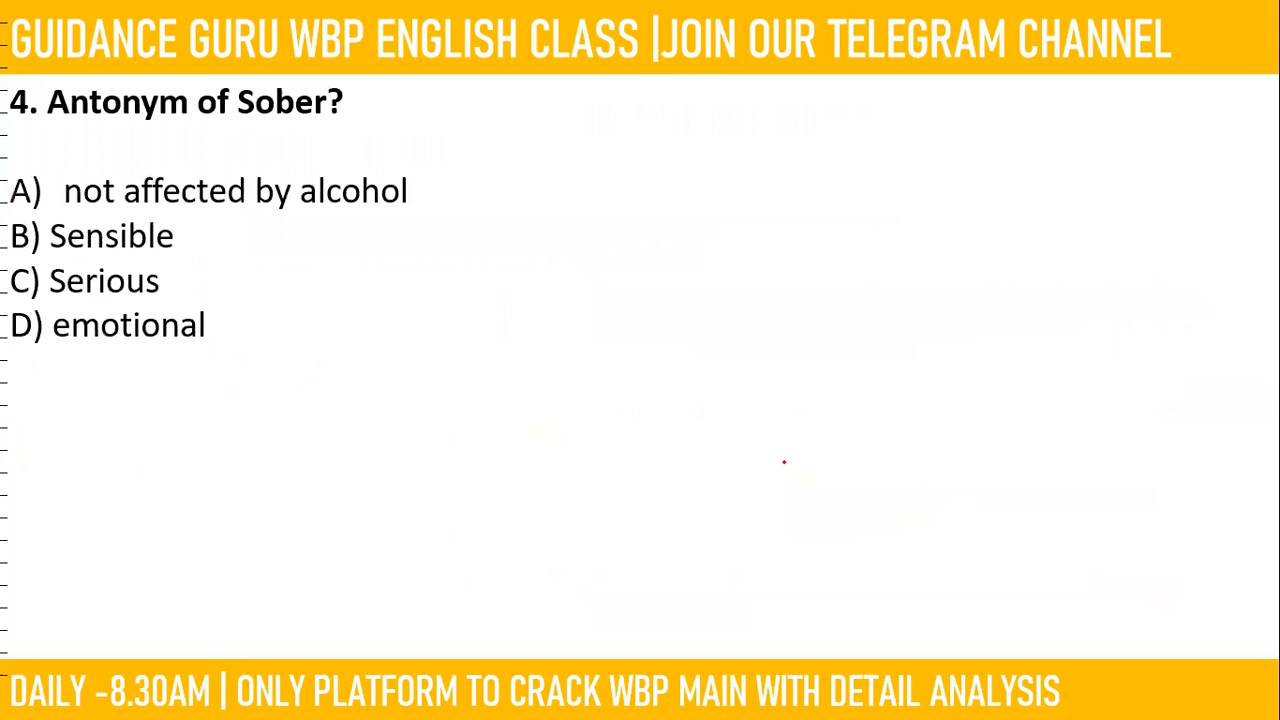 GUIDANCE GURU WBP ENGLISH CLASS |JOIN OUR TELEGRAM CHANNEL
4. Antonym of Sober?
A) not affected by alcohol
B) Sensible
C) Serious
D) emotional
DAILY -8.30AM | ONLY PLATFORM TO CRACK WBP MAIN WITH DETAIL ANALYSIS